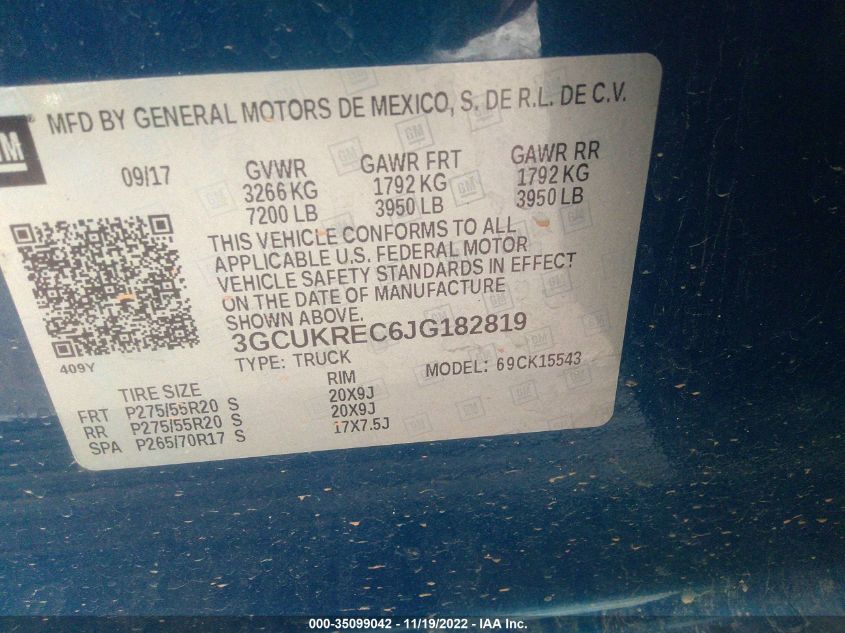 GM ®
MFD BY GENERAL MOTORS DE MEXICO, S. DE R.L. DE C.V.
09/17 GVWR GAWR FRT GAWR RR
3266 KG 1792 KG 1792 KG
7200 LB 3950 LB 3950 LB
THIS VEHICLE CONFORMS TO ALL
APPLICABLE U.S. FEDERAL MOTOR
VEHICLE SAFETY STANDARDS IN EFFECT
ON THE DATE OF MANUFACTURE
SHOWN ABOVE.
3GCUKREC6JG182819
409Y
TYPE: TRUCK MODEL: 69CK15543
TIRE SIZE RIM
FRT P275/55R20 S 20X9J
RR P275/55R20 S 20X9J
SPA P265/70R17 S 17X7.5J
000-35099042 - 11/19/2022 - IAA Inc.